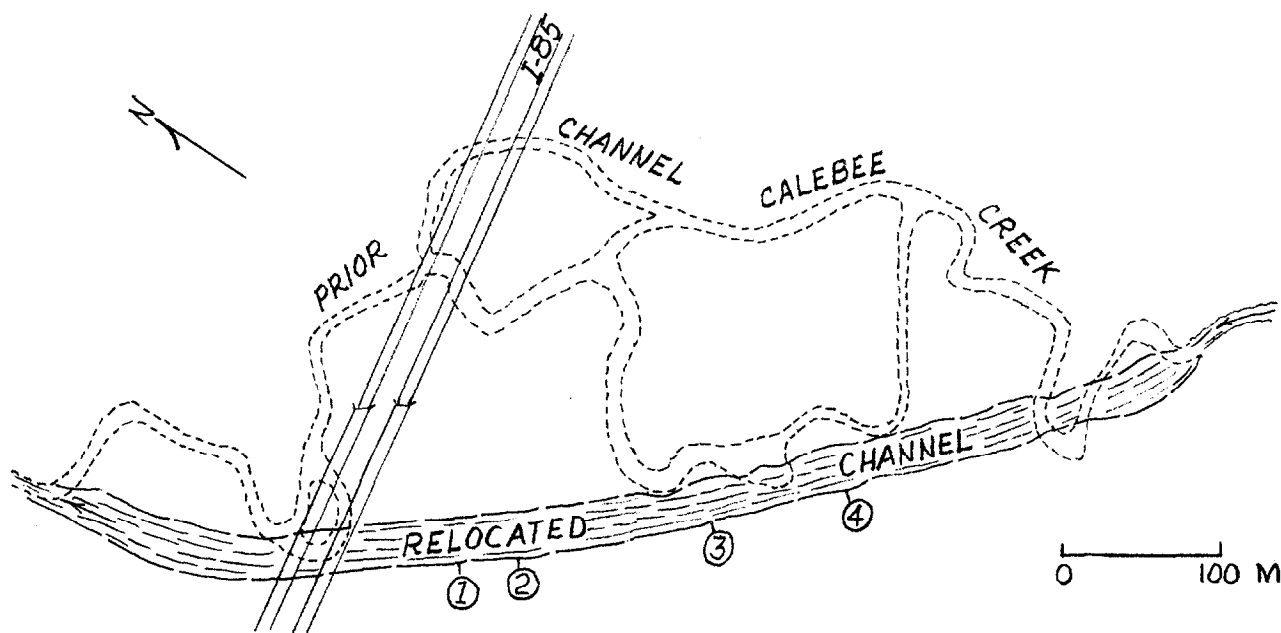 I-85
N
CHANNEL
CALEBEE
CREEK
PRIOR
CHANNEL
RELOCATED
1
2
3
4
0 100 M